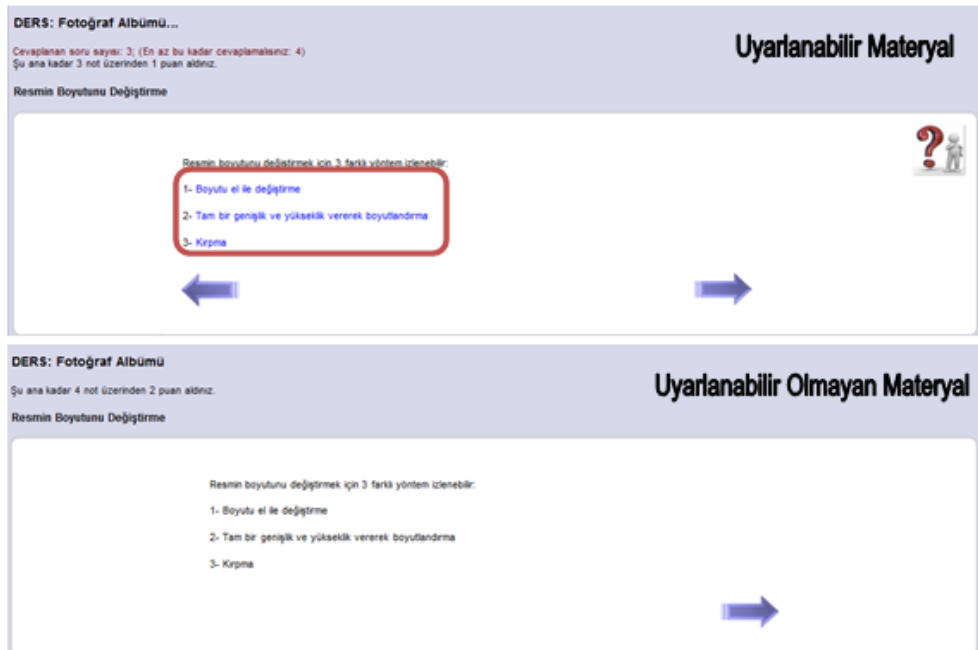 DERS: Fotoğraf Albümü...
Uyarlanabilir Materyal
Cevaplanan soru sayısı: 3; (En az bu kadar cevaplamalısınız: 4)
Şu ana kadar 3 not üzerinden 1 puan aldınız.
Resmin Boyutunu Değiştirme
Resmin boyutunu değiştirmek için 3 farklı yöntem izlenebilir:
1- Boyutu el ile değiştirme
2- Tam bir genişlik ve yükseklik vererek boyutlandırma
3- Kırpma
DERS: Fotoğraf Albümü
Uyarlanabilir Olmayan Materyal
Şu ana kadar 4 not üzerinden 2 puan aldınız.
Resmin Boyutunu Değiştirme
Resmin boyutunu değiştirmek için 3 farklı yöntem izlenebilir:
1- Boyutu el ile değiştirme
2- Tam bir genişlik ve yükseklik vererek boyutlandırma
3- Kırpma